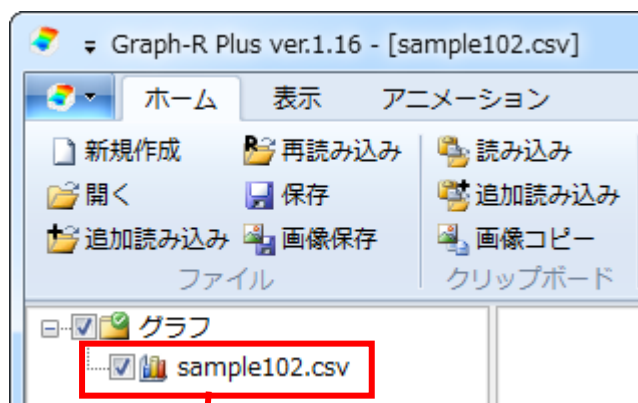 Graph-R Plus ver.1.16 - [sample102.csv]
ホーム 表示 アニメーション
新規作成 再読み込み 読み込み
開く 保存 追加読み込み
追加読み込み 画像保存 画像コピー
ファイル クリップボード
グラフ
sample102.csv